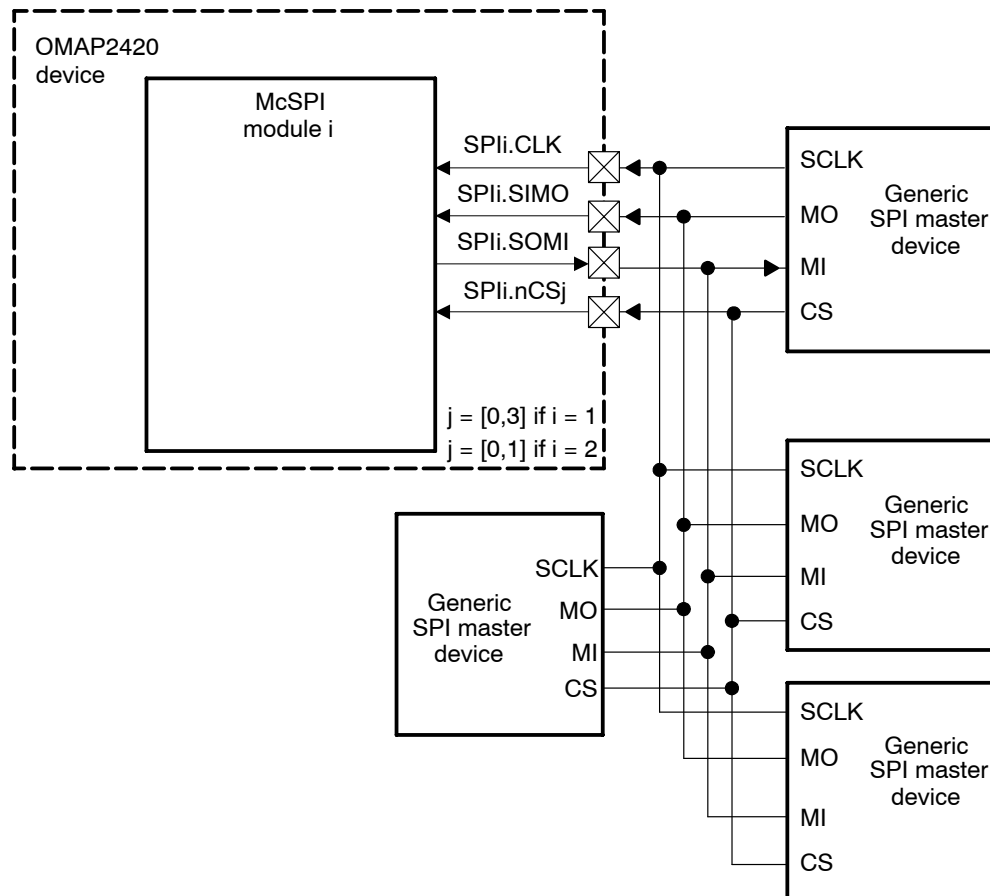 OMAP2420
device
McSPI
module i
SPIi.CLK
SPIi.SIMO
SPIi.SOMI
SPIi.nCSj
j = [0,3] if i = 1
j = [0,1] if i = 2
SCLK
MO
MI
CS
Generic
SPI master
device
SCLK
MO
MI
CS
Generic
SPI master
device
Generic
SPI master
device
SCLK
MO
MI
CS
SCLK
MO
MI
CS
Generic
SPI master
device